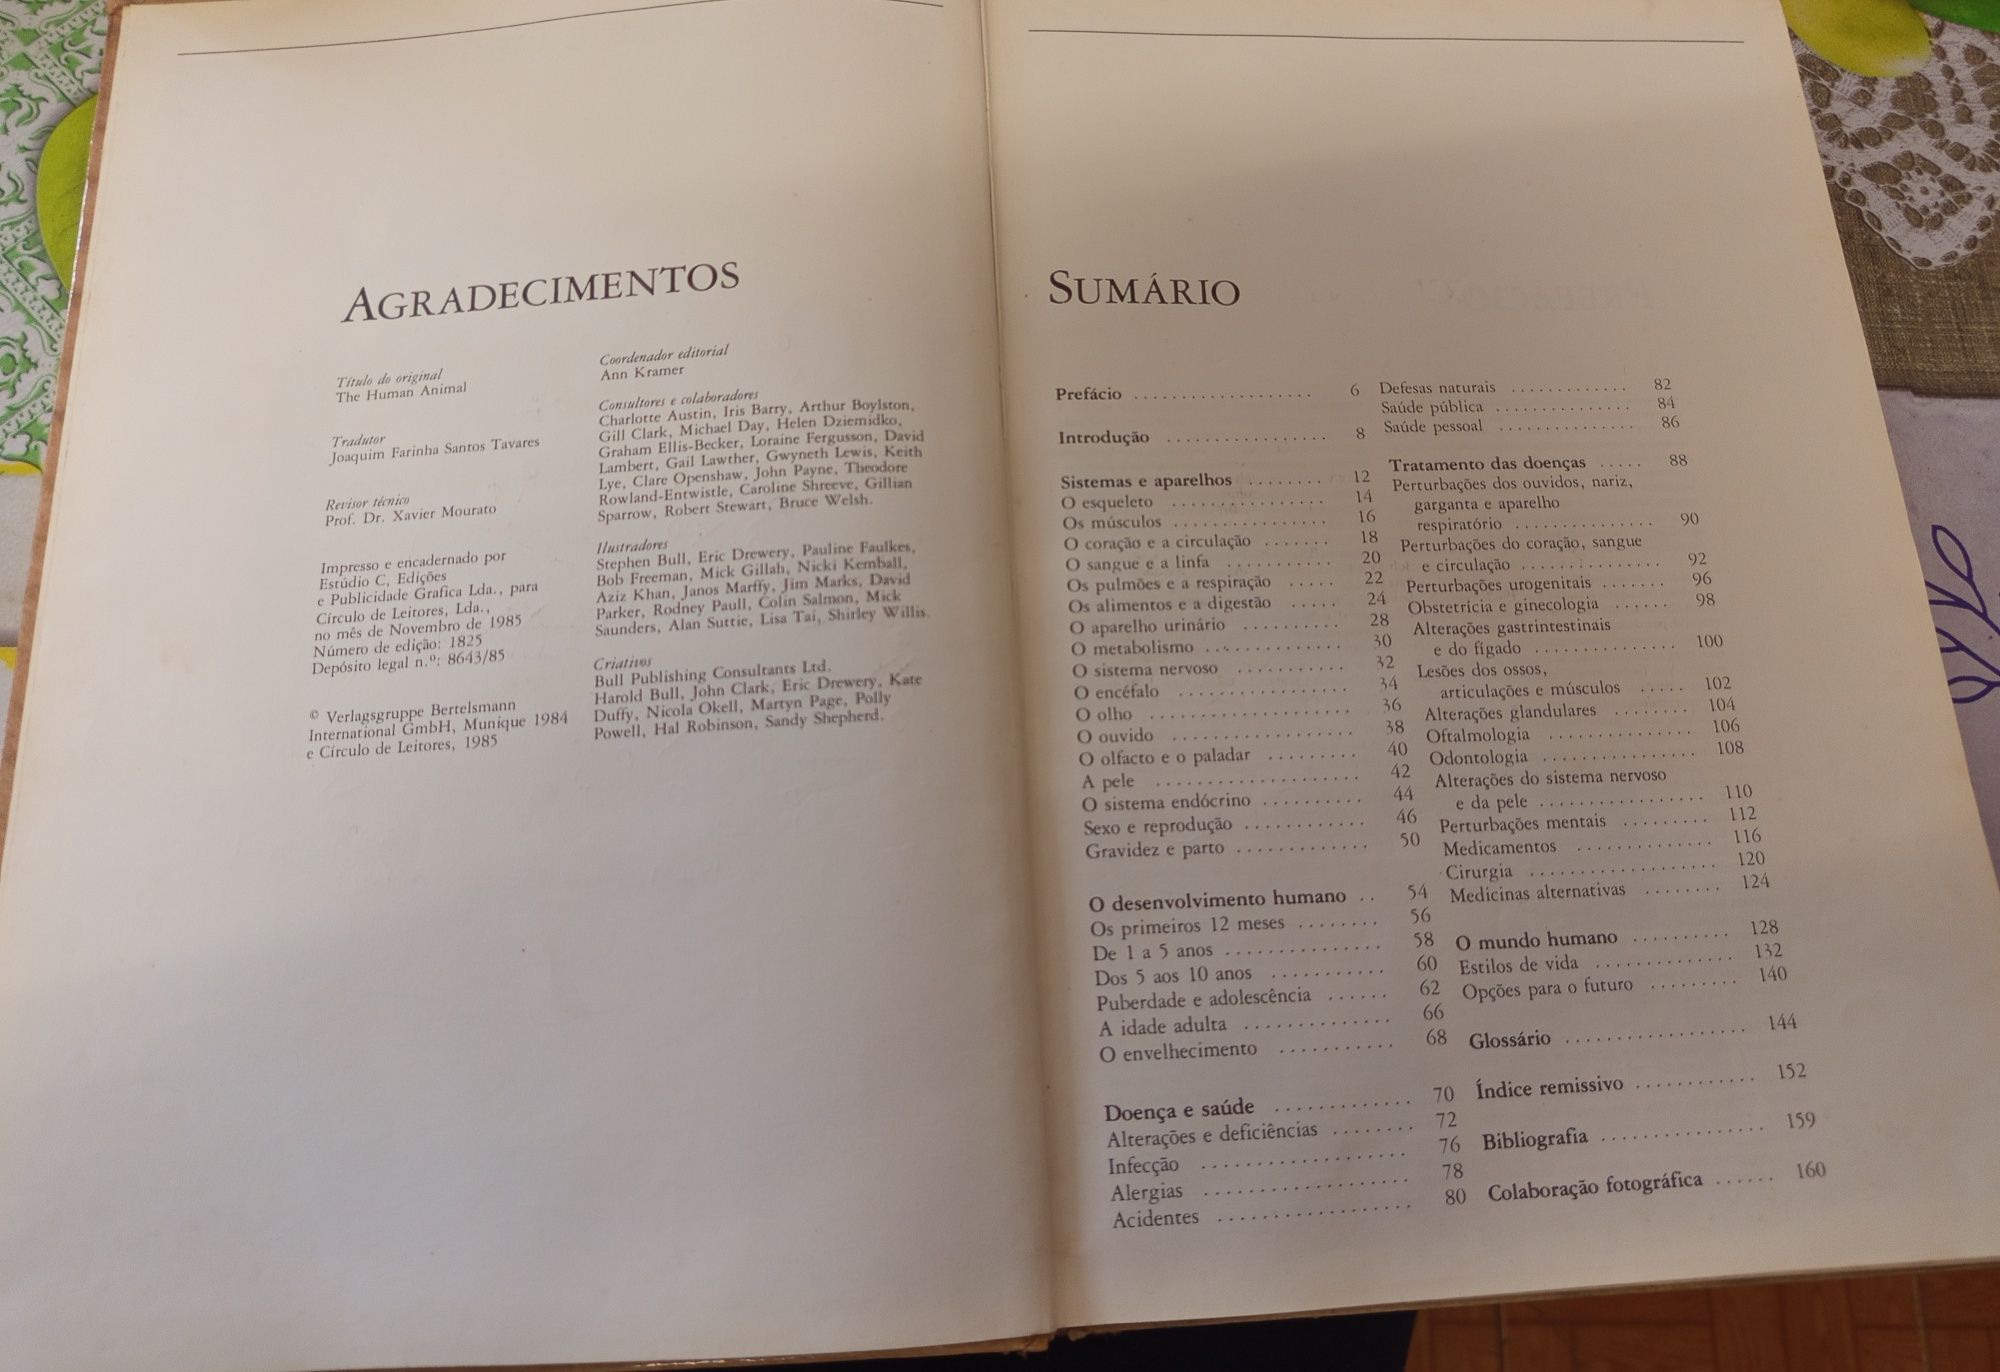 AGRADECIMENTOS
Título do original
The Human Animal
Tradutor
Joaquim Farinha Santos Tavares
Revisor técnico
Prof. Dr. Xavier Mourato
Impresso e encadernado por
Estúdio C, Edições
e Publicidade Grafica Lda., para
Círculo de Leitores, Lda.,
no mês de Novembro de 1985
Número de edição: 1825
Depósito legal n.º: 8643/85
© Verlagsgruppe Bertelsmann
International GmbH, Munique 1984
e Círculo de Leitores, 1985
Coordenador editorial
Ann Kramer
Consultores e colaboradores
Charlotte Austin, Iris Barry, Arthur Boylston,
Gill Clark, Michael Day, Helen Dziemidko,
Graham Ellis-Becker, Loraine Fergusson, David
Lambert, Gail Lawther, Gwyneth Lewis, Keith
Lye, Clare Openshaw, John Payne, Theodore
Rowland-Entwistle, Caroline Shreeve, Gillian
Sparrow, Robert Stewart, Bruce Welsh.
Ilustradores
Stephen Bull, Eric Drewery, Pauline Faulkes,
Bob Freeman, Mick Gillah, Nicki Kemball,
Aziz Khan, Janos Marffy, Jim Marks, David
Parker, Rodney Paull, Colin Salmon, Mick
Saunders, Alan Suttie, Lisa Tai, Shirley Willis.
Criativos
Bull Publishing Consultants Ltd.
Harold Bull, John Clark, Eric Drewery, Kate
Duffy, Nicola Okell, Martyn Page, Polly
Powell, Hal Robinson, Sandy Shepherd.
SUMÁRIO
Prefácio . . . . . . . . . . . . . . . . . . . 6
Introdução . . . . . . . . . . . . . . . . . 8
Sistemas e aparelhos . . . . . . . . 12
O esqueleto . . . . . . . . . . . . . . . . 14
Os músculos . . . . . . . . . . . . . . . . 16
O coração e a circulação . . . . . . . 18
O sangue e a linfa . . . . . . . . . . . 20
Os pulmões e a respiração . . . . . 22
Os alimentos e a digestão . . . . . 24
O aparelho urinário . . . . . . . . . . 28
O metabolismo . . . . . . . . . . . . . 30
O sistema nervoso . . . . . . . . . . . 32
O encéfalo . . . . . . . . . . . . . . . . . 34
O olho . . . . . . . . . . . . . . . . . . . . 36
O ouvido . . . . . . . . . . . . . . . . . . 38
O olfacto e o paladar . . . . . . . . . 40
A pele . . . . . . . . . . . . . . . . . . . . 42
O sistema endócrino . . . . . . . . . . 44
Sexo e reprodução . . . . . . . . . . . . 46
Gravidez e parto . . . . . . . . . . . . . 50
O desenvolvimento humano . . 54
Os primeiros 12 meses . . . . . . . . 56
De 1 a 5 anos . . . . . . . . . . . . . . . 58
Dos 5 aos 10 anos . . . . . . . . . . . 60
Puberdade e adolescência . . . . . . 62
A idade adulta . . . . . . . . . . . . . . 66
O envelhecimento . . . . . . . . . . . 68
Doença e saúde . . . . . . . . . . . . . 70
Alterações e deficiências . . . . . . . . 72
Infecção . . . . . . . . . . . . . . . . . . . 76
Alergias . . . . . . . . . . . . . . . . . . . 78
Acidentes . . . . . . . . . . . . . . . . . . 80
Defesas naturais . . . . . . . . . . . . . 82
Saúde pública . . . . . . . . . . . . . . . 84
Saúde pessoal . . . . . . . . . . . . . . . 86
Tratamento das doenças . . . . . 88
Perturbações dos ouvidos, nariz,
garganta e aparelho
respiratório . . . . . . . . . . . . . . . 90
Perturbações do coração, sangue
e circulação . . . . . . . . . . . . . . . 92
Perturbações urogenitais . . . . . . . 96
Obstetrícia e ginecologia . . . . . . 98
Alterações gastrintestinais
e do fígado . . . . . . . . . . . . . . . 100
Lesões dos ossos,
articulações e músculos . . . . . 102
Alterações glandulares . . . . . . . . 104
Oftalmologia . . . . . . . . . . . . . . . 106
Odontologia . . . . . . . . . . . . . . . . 108
Alterações do sistema nervoso
e da pele . . . . . . . . . . . . . . . . . 110
Perturbações mentais . . . . . . . . . 112
Medicamentos . . . . . . . . . . . . . . 116
Cirurgia . . . . . . . . . . . . . . . . . . . 120
Medicinas alternativas . . . . . . . . 124
O mundo humano . . . . . . . . . . 128
Estilos de vida . . . . . . . . . . . . . . 132
Opções para o futuro . . . . . . . . . 140
Glossário . . . . . . . . . . . . . . . . . . 144
Índice remissivo . . . . . . . . . . . . 152
Bibliografia . . . . . . . . . . . . . . . . 159
Colaboração fotográfica . . . . . . 160